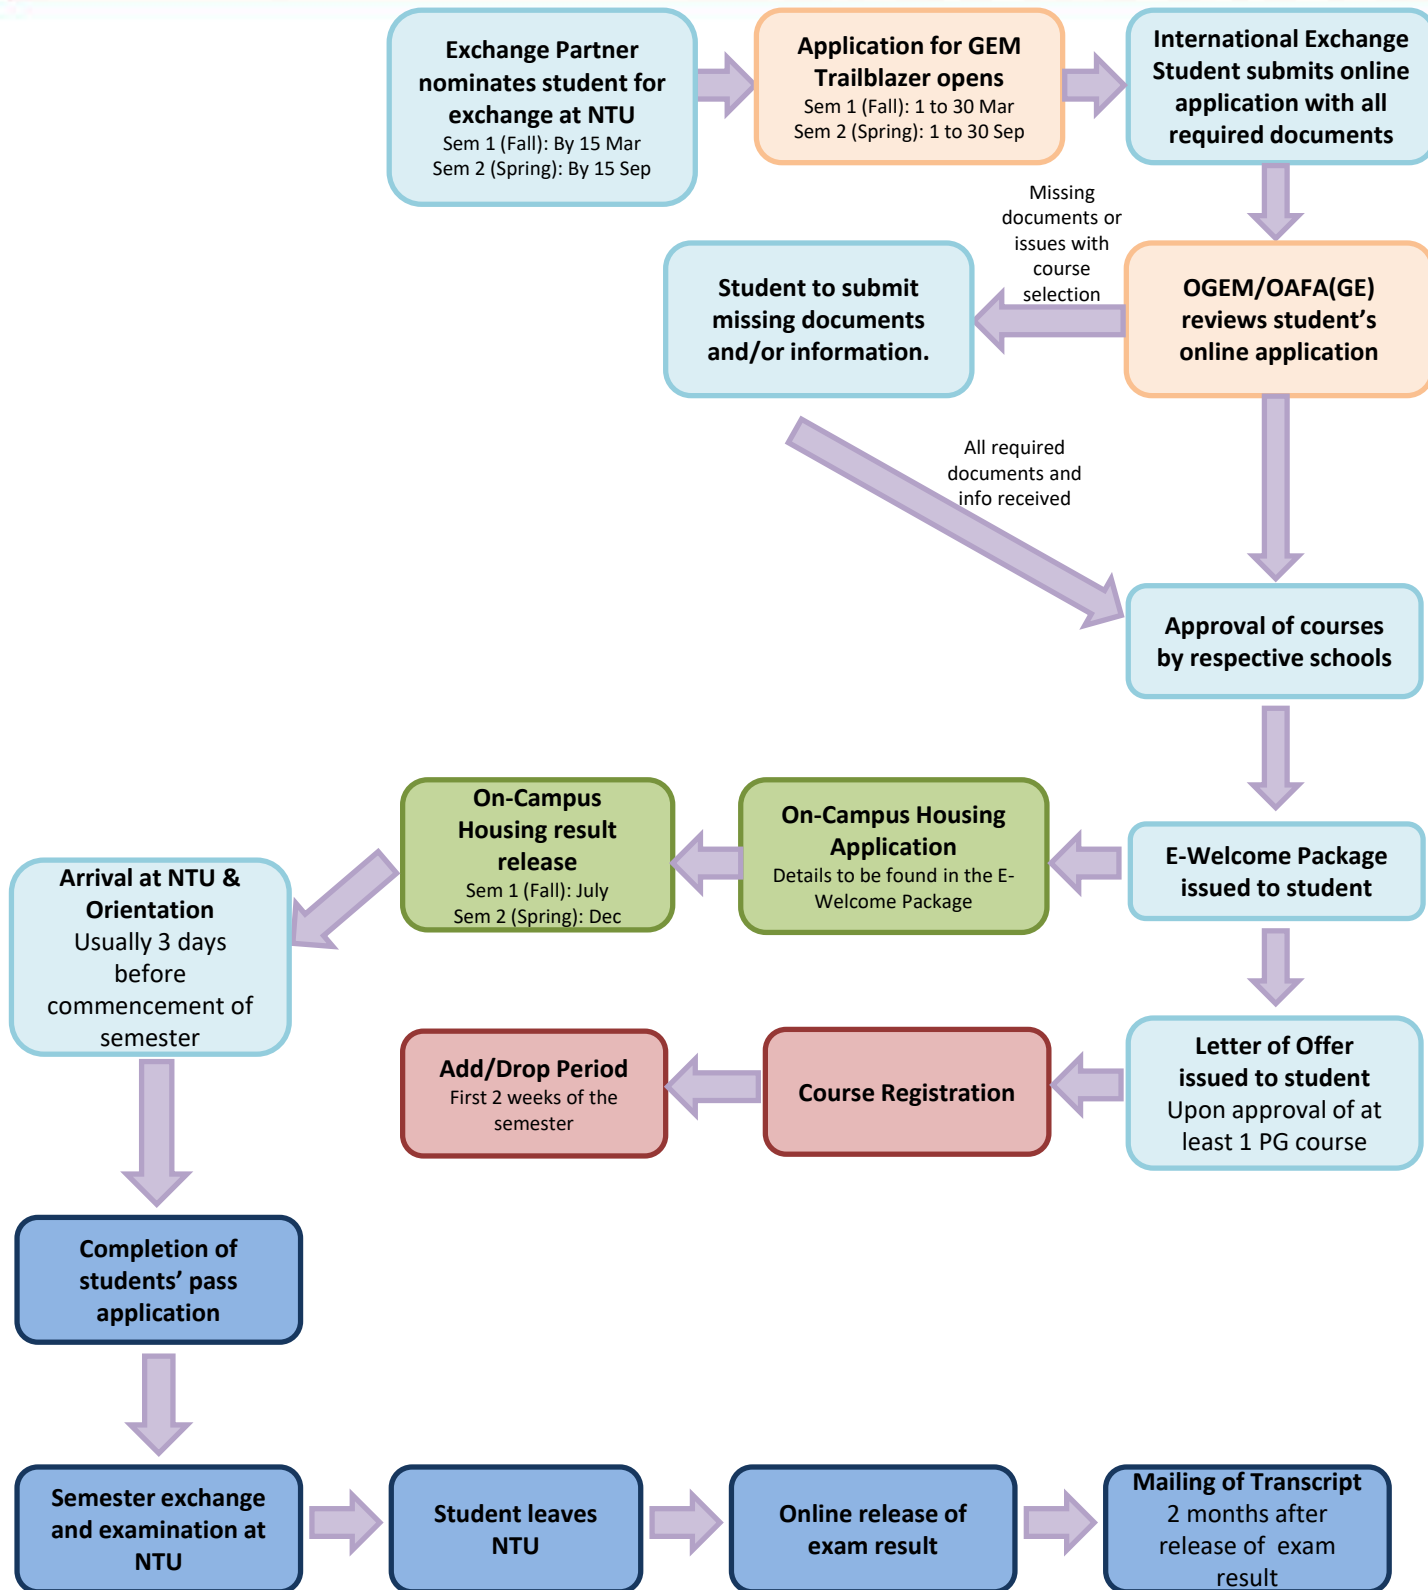 Exchange Partner
nominates student for
exchange at NTU
Sem 1 (Fall): By 15 Mar
Sem 2 (Spring): By 15 Sep
Application for GEM
Trailblazer opens
Sem 1 (Fall): 1 to 30 Mar
Sem 2 (Spring): 1 to 30 Sep
International Exchange
Student submits online
application with all
required documents
Missing
documents or
issues with
course
selection
OGEM/OAFA(GE)
reviews student’s
online application
Student to submit
missing documents
and/or information.
All required
documents and
info received
Approval of courses
by respective schools
E-Welcome Package
issued to student
On-Campus Housing
Application
Details to be found in the E-
Welcome Package
On-Campus
Housing result
release
Sem 1 (Fall): July
Sem 2 (Spring): Dec
Arrival at NTU &
Orientation
Usually 3 days
before
commencement of
semester
Letter of Offer
issued to student
Upon approval of at
least 1 PG course
Course Registration
Add/Drop Period
First 2 weeks of the
semester
Completion of
students’ pass
application
Semester exchange
and examination at
NTU
Student leaves
NTU
Online release of
exam result
Mailing of Transcript
2 months after
release of exam
result